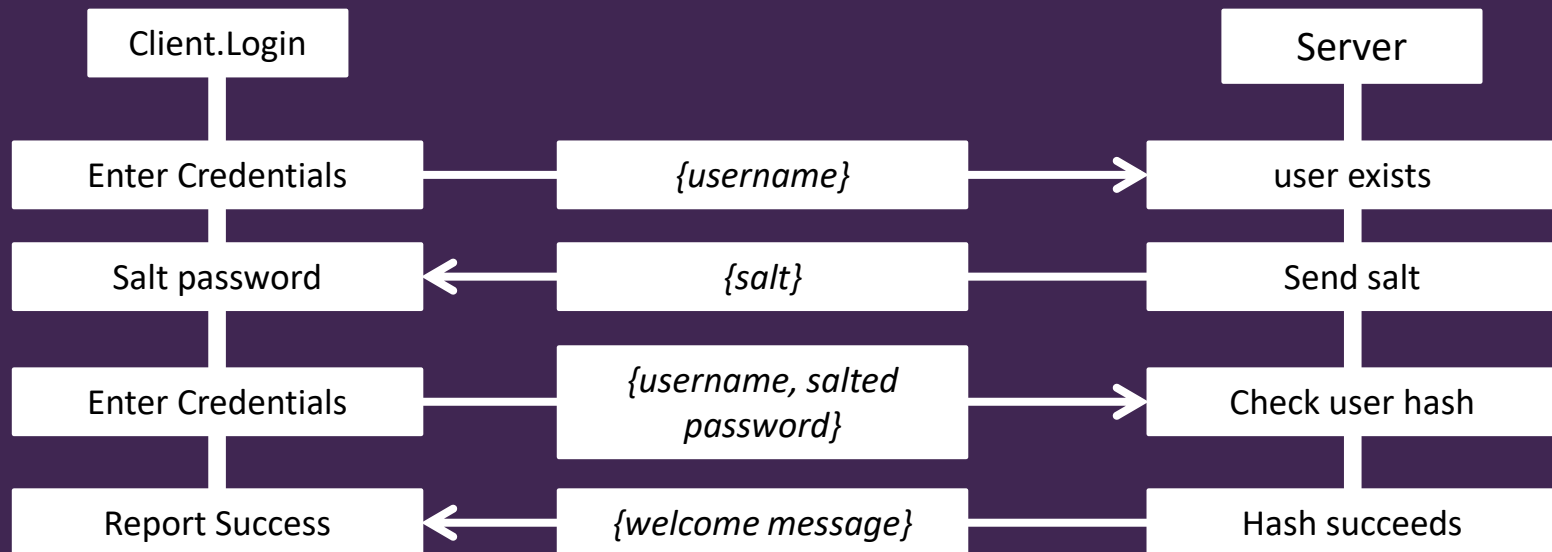 Client.Login
Server
Enter Credentials
{username}
user exists
Salt password
{salt}
Send salt
Enter Credentials
{username, salted
password}
Check user hash
Report Success
{welcome message}
Hash succeeds